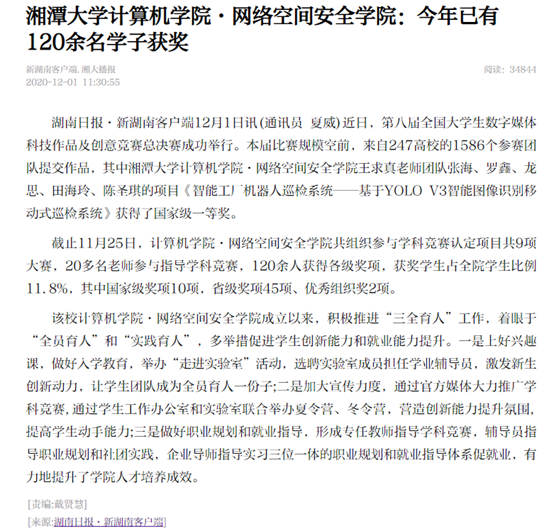 湘潭大学计算机学院·网络空间安全学院：今年已有
120余名学子获奖
新湖南客户端. 湘大播报
阅读：34844
2020-12-01 11:30:55
湖南日报·新湖南客户端12月1日讯(通讯员 夏威)近日，第八届全国大学生数字媒体
科技作品及创意竞赛总决赛成功举行。本届比赛规模空前，来自247高校的1586个参赛团
队提交作品，其中湘潭大学计算机学院·网络空间安全学院王求真老师团队张海、罗鑫、龙
思、田海玲、陈圣琪的项目《智能工厂机器人巡检系统——基于YOLO V3智能图像识别移
动式巡检系统》获得了国家级一等奖。
截止11月25日，计算机学院·网络空间安全学院共组织参与学科竞赛认定项目共9项
大赛，20多名老师参与指导学科竞赛，120余人获得各级奖项，获奖学生占全院学生比例
11.8%，其中国家级奖项10项，省级奖项45项、优秀组织奖2项。
该校计算机学院·网络空间安全学院成立以来，积极推进“三全育人”工作，着眼于
“全员育人”和“实践育人”，多举措促进学生创新能力和就业能力提升。一是上好兴趣
课，做好入学教育，举办“走进实验室”活动，选聘实验室成员担任学业辅导员，激发新生
创新动力，让学生团队成为全员育人一份子;二是加大宣传力度，通过官方媒体大力推广学
科竞赛,通过学生工作办公室和实验室联合举办夏令营、冬令营，营造创新能力提升氛围,
提高学生动手能力;三是做好职业规划和就业指导，形成专任教师指导学科竞赛，辅导员指
导职业规划和社团实践，企业导师指导实习三位一体的职业规划和就业指导体系促就业，有
力地提升了学院人才培养成效。
[责编:戴贤慧]
[来源:湖南日报·新湖南客户端]